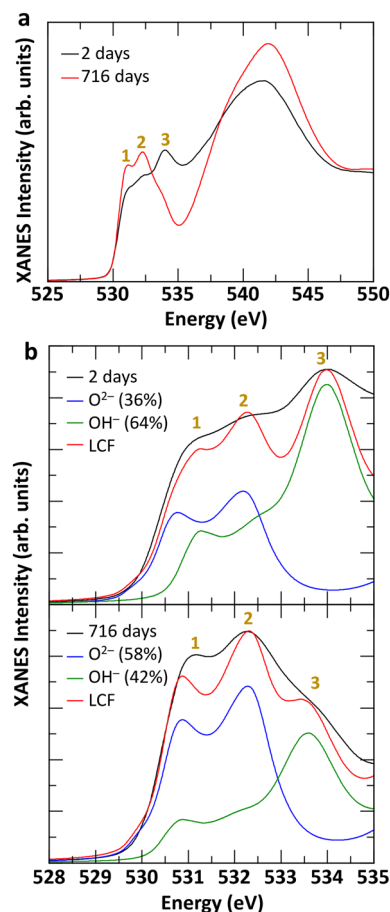 a
2 days
716 days
1
2
3
XANES Intensity (arb. units)
525 530 535 540 545 550
Energy (eV)
b
2 days
O²⁻ (36%)
OH⁻ (64%)
LCF
1
2
3
XANES Intensity (arb. units)
716 days
O²⁻ (58%)
OH⁻ (42%)
LCF
1
2
3
528 529 530 531 532 533 534 535
Energy (eV)